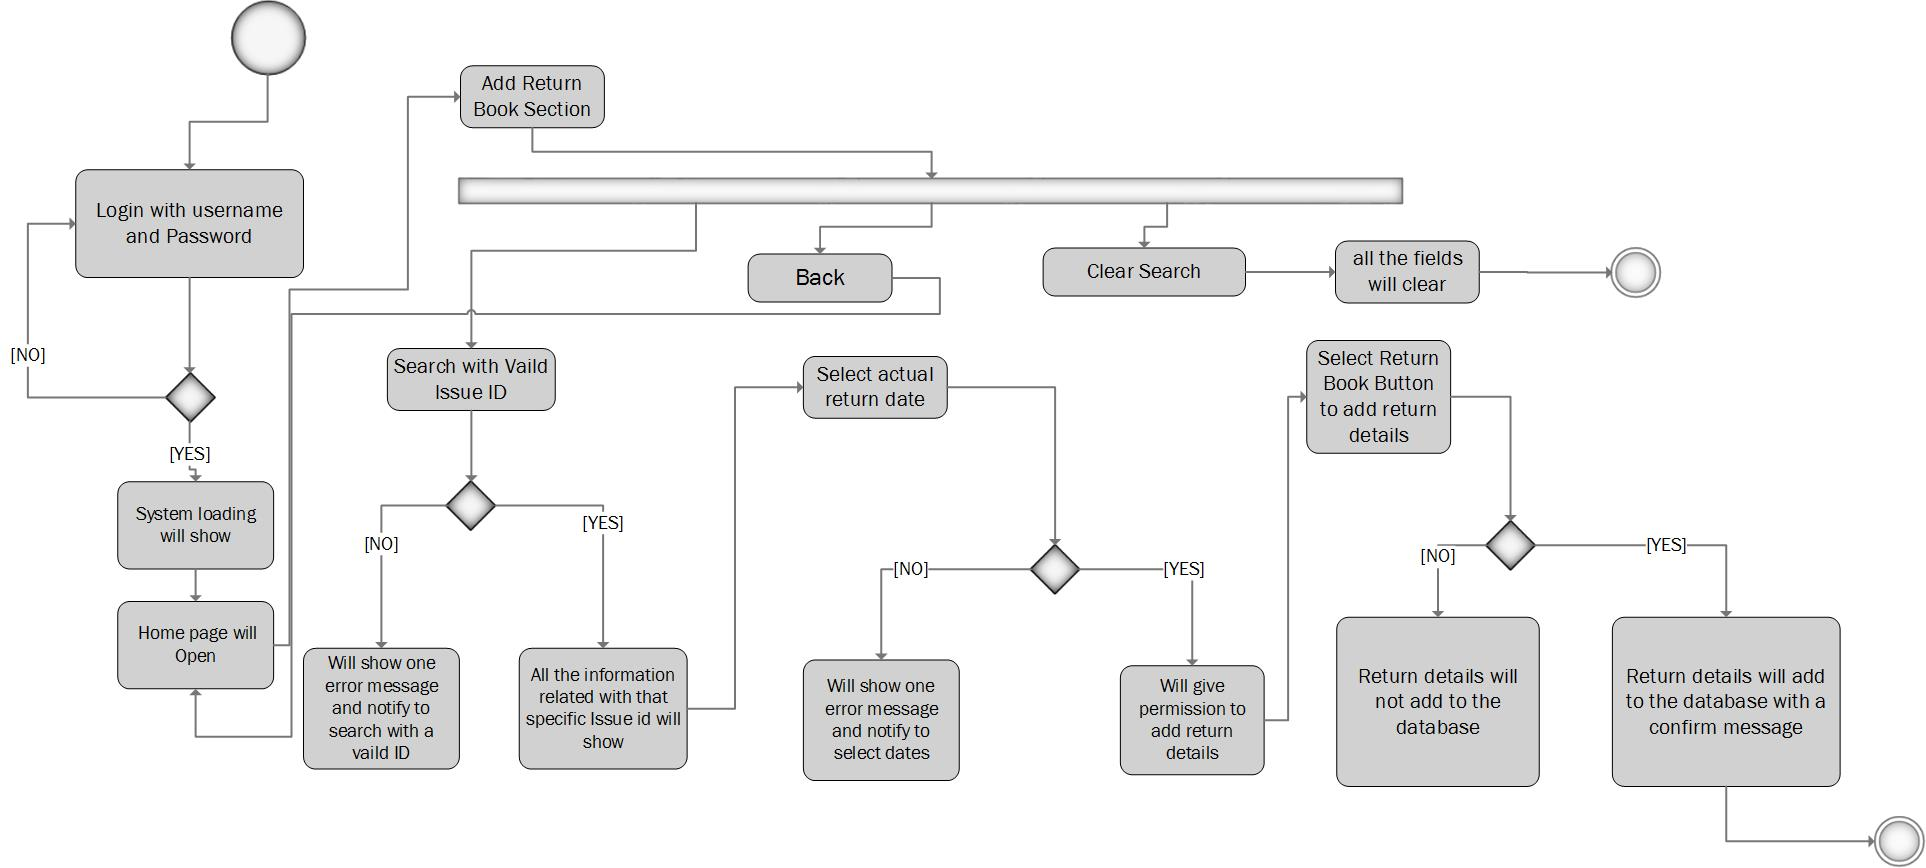 Add Return
Book Section
Login with username
and Password
Back
Clear Search
all the fields
will clear
[NO]
Search with Vaild
Issue ID
Select actual
return date
Select Return
Book Button
to add return
details
[YES]
System loading
will show
[NO]
[YES]
[NO]
[YES]
[NO]
[YES]
Home page will
Open
Will show one
error message
and notify to
search with a
vaild ID
All the information
related with that
specific Issue id will
show
Will show one
error message
and notify to
select dates
Will give
permission to
add return
details
Return details will
not add to the
database
Return details will add
to the database with a
confirm message